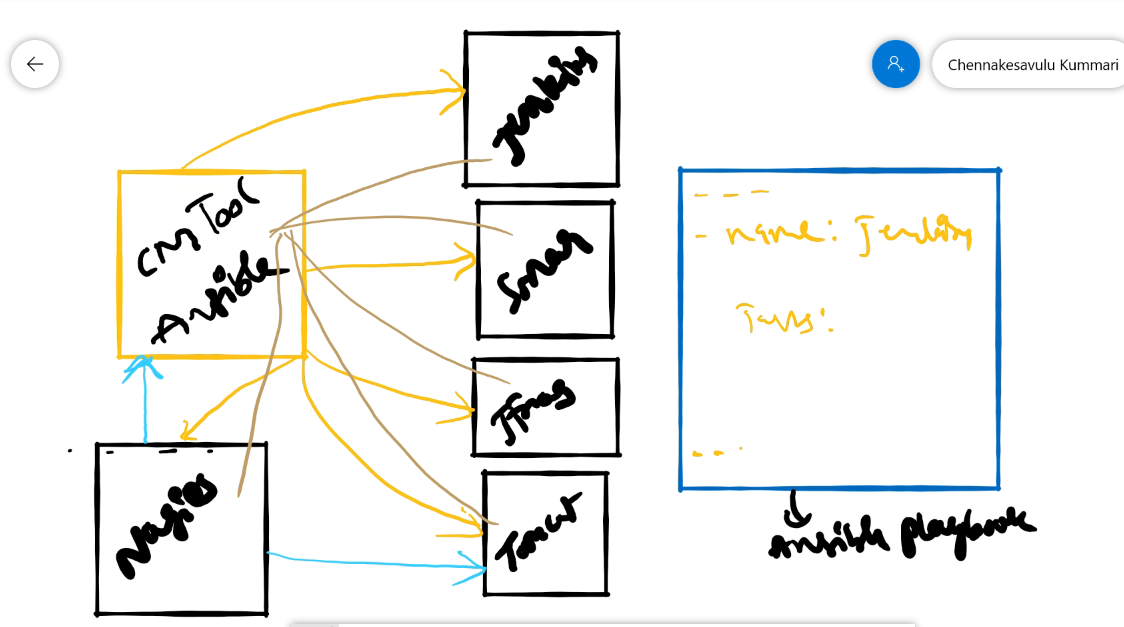 Chennakesavulu Kummari
Jenkins
CM Tool
Ansible
Sonar
Jfrog
Nagios
Tomcat
---
- name: Jenkins
Tasks:
...
Ansible playbook